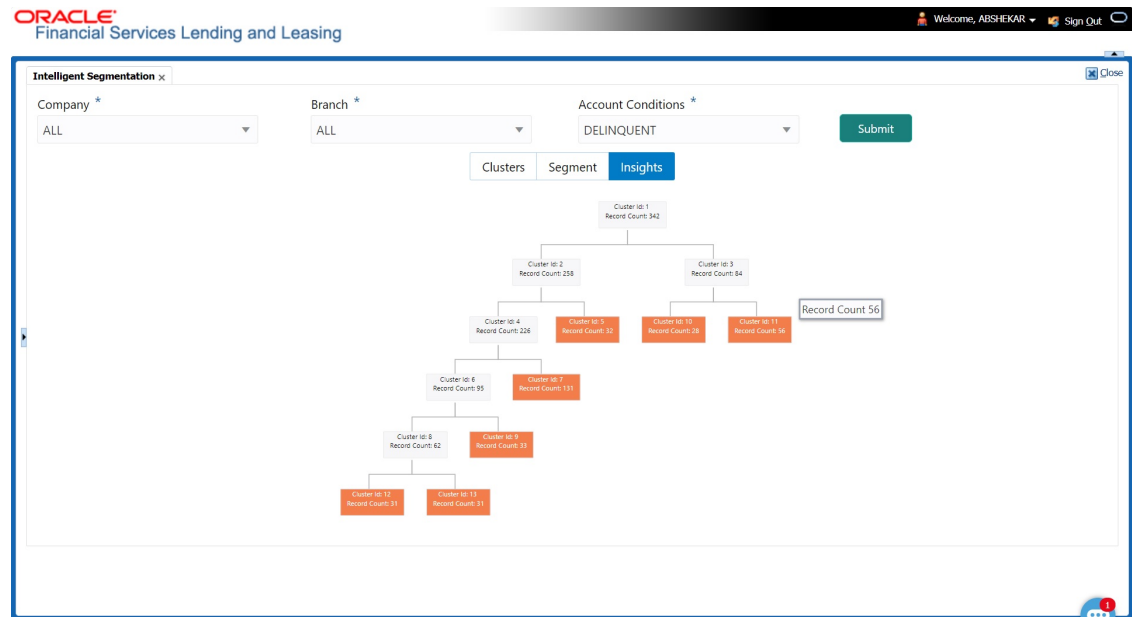 ORACLE
Financial Services Lending and Leasing
Welcome, ABSHEKAR
Sign Out
Intelligent Segmentation x
Close
Company *
Branch *
Account Conditions *
ALL
ALL
DELINQUENT
Submit
Clusters
Segment
Insights
Cluster Id: 1
Record Count: 342
Cluster Id: 2
Record Count: 258
Cluster Id: 3
Record Count: 84
Record Count 56
Cluster Id: 4
Record Count: 226
Cluster Id: 5
Record Count: 32
Cluster Id: 10
Record Count: 28
Cluster Id: 11
Record Count: 56
Cluster Id: 6
Record Count: 95
Cluster Id: 7
Record Count: 131
Cluster Id: 8
Record Count: 62
Cluster Id: 9
Record Count: 33
Cluster Id: 12
Record Count: 31
Cluster Id: 13
Record Count: 31
1